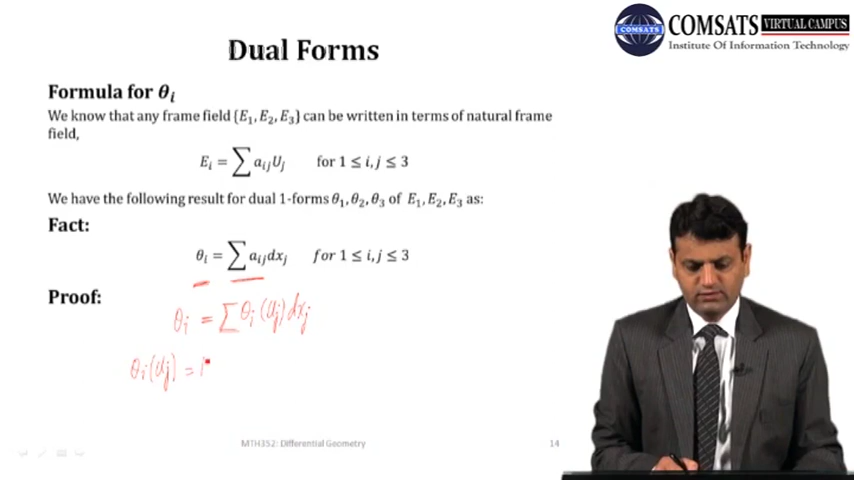 COMSATS VIRTUAL CAMPUS
COMSATS
Institute Of Information Technology
Dual Forms
Formula for θᵢ
We know that any frame field {E₁, E₂, E₃} can be written in terms of natural frame
field,
Eᵢ = ∑ aᵢⱼUⱼ for 1 ≤ i, j ≤ 3
We have the following result for dual 1-forms θ₁, θ₂, θ₃ of E₁, E₂, E₃ as:
Fact:
θᵢ = ∑ aᵢⱼdxⱼ for 1 ≤ i, j ≤ 3
Proof:
θᵢ = ∑ θᵢ(Uⱼ)dxⱼ
θᵢ(Uⱼ) =
MTH352: Differential Geometry 14